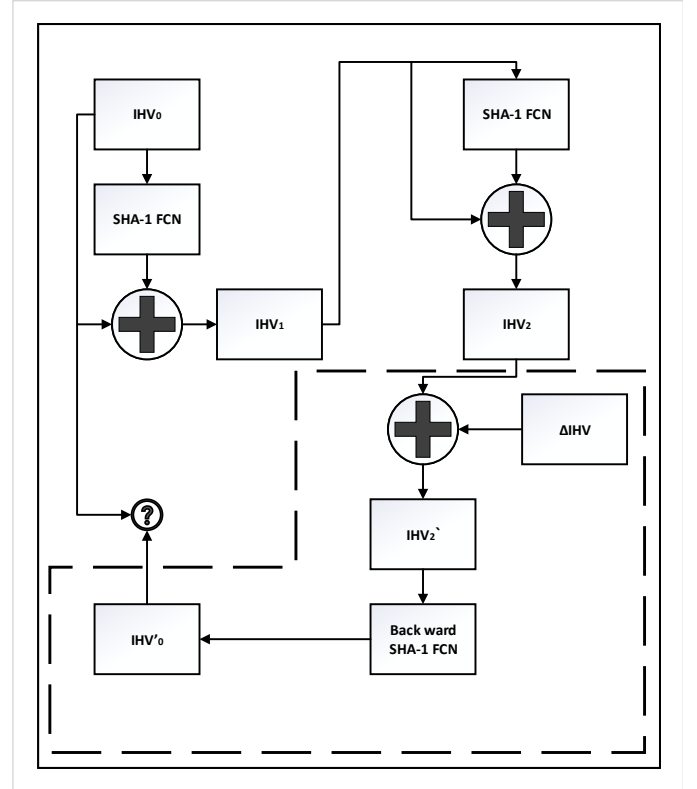 IHV₀
SHA-1 FCN
SHA-1 FCN
IHV₁
IHV₂
ΔIHV
?
IHV₂`
Back ward
SHA-1 FCN
IHV'₀